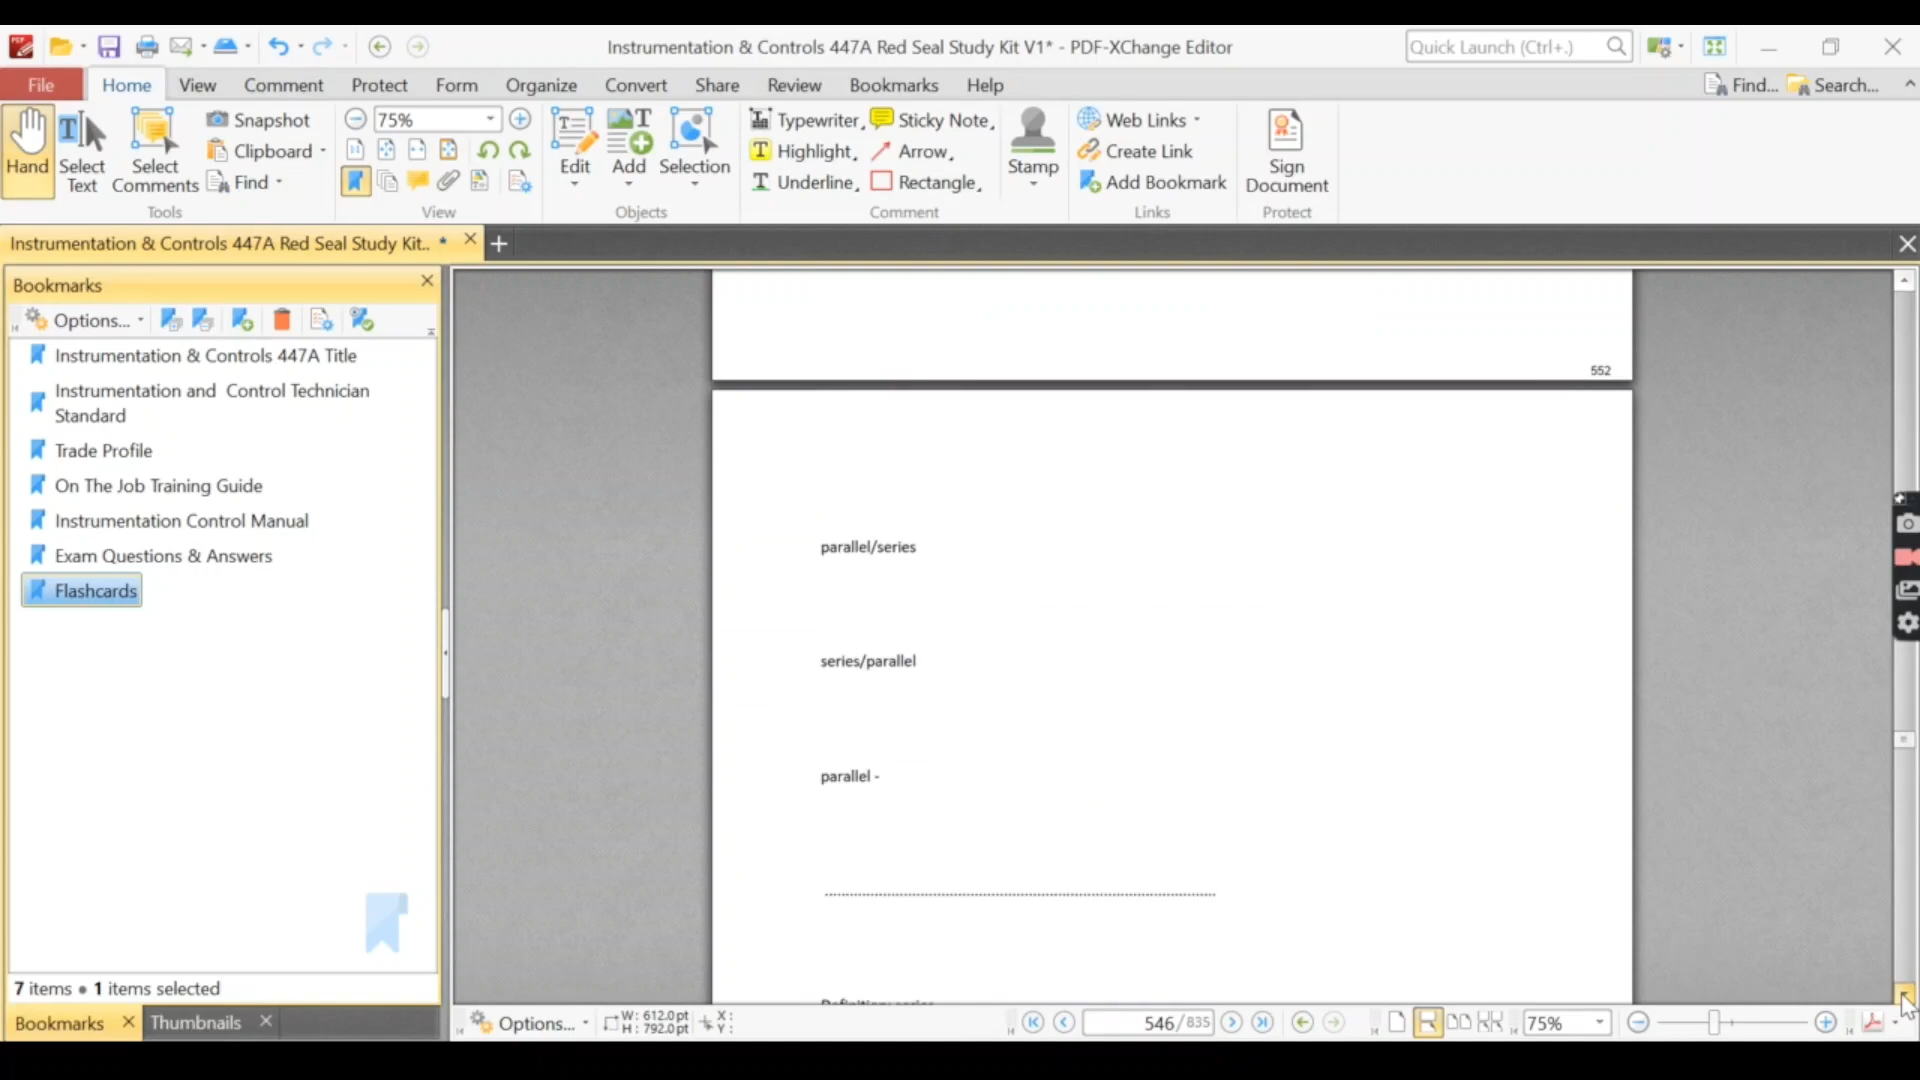 Instrumentation & Controls 447A Red Seal Study Kit V1* - PDF-XChange Editor
Quick Launch (Ctrl+.)
File Home View Comment Protect Form Organize Convert Share Review Bookmarks Help Find... Search...
Hand
Select Text
Select Comments
Snapshot
Clipboard
Find
Tools
75%
View
Edit
Add
Selection
Objects
Typewriter
Highlight
Underline
Sticky Note
Arrow
Rectangle
Stamp
Comment
Web Links
Create Link
Add Bookmark
Links
Sign Document
Protect
Instrumentation & Controls 447A Red Seal Study Kit.. *
Bookmarks
Options...
Instrumentation & Controls 447A Title
Instrumentation and Control Technician
Standard
Trade Profile
On The Job Training Guide
Instrumentation Control Manual
Exam Questions & Answers
Flashcards
7 items • 1 items selected
Bookmarks
Thumbnails
552
parallel/series
series/parallel
parallel -
Options...
W: 612.0pt
H: 792.0pt
X:
Y:
546/835
75%